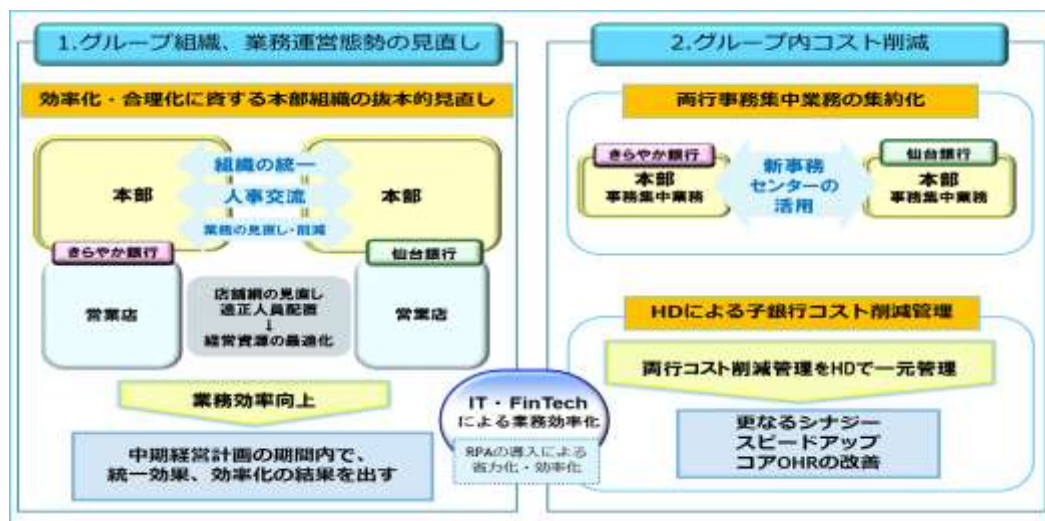 1.グループ組織、業務運営態勢の見直し
効率化・合理化に資する本部組織の抜本的見直し
本部
組織の統一
人事交流
業務の見直し・削減
本部
きらやか銀行
仙台銀行
営業店
店舗網の見直し
適正人員配置
↓
経営資源の最適化
営業店
業務効率向上
中期経営計画の期間内で、
統一効果、効率化の結果を出す
IT・FinTech
による業務効率化
RPAの導入による
省力化・効率化
2.グループ内コスト削減
両行事務集中業務の集約化
きらやか銀行
本部
事務集中業務
新事務
センターの
活用
仙台銀行
本部
事務集中業務
HDによる子銀行コスト削減管理
両行コスト削減管理をHDで一元管理
更なるシナジー
スピードアップ
コアOHRの改善